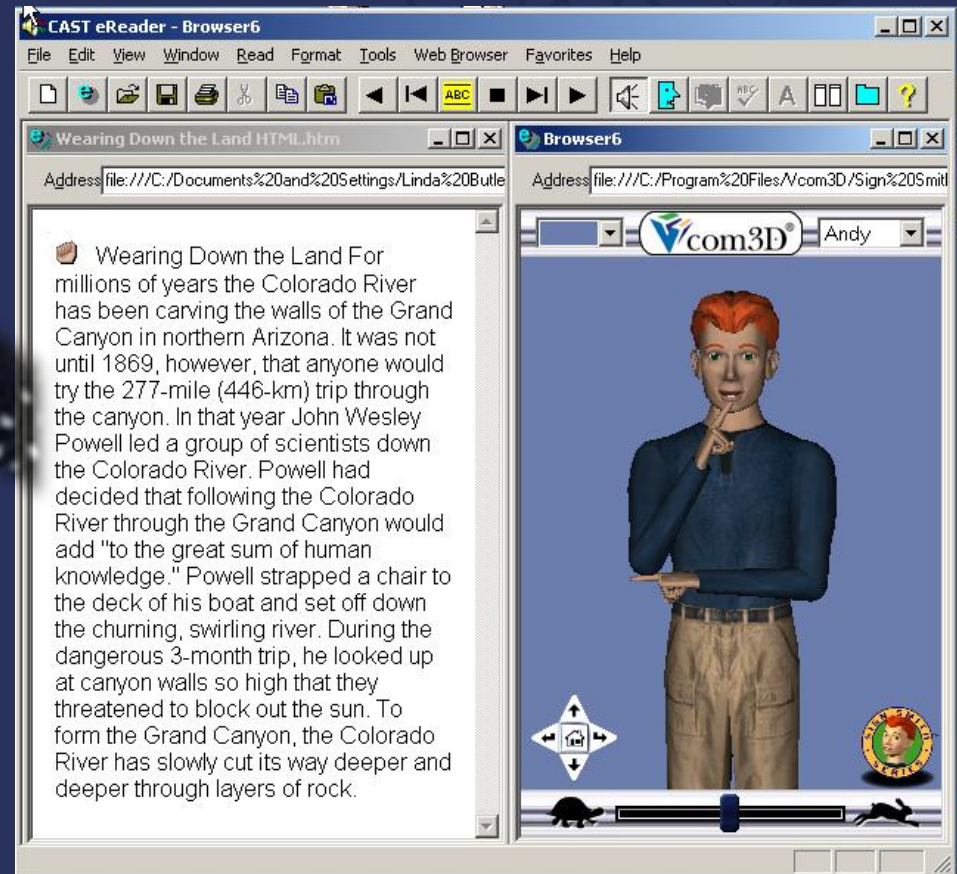 CAST eReader - Browser6
File Edit View Window Read Format Tools Web Browser Favorites Help
ABC
ABC
A
?
Wearing Down the Land HTML.htm
Address file:///C:/Documents%20and%20Settings/Linda%20Butle
Wearing Down the Land For
millions of years the Colorado River
has been carving the walls of the Grand
Canyon in northern Arizona. It was not
until 1869, however, that anyone would
try the 277-mile (446-km) trip through
the canyon. In that year John Wesley
Powell led a group of scientists down
the Colorado River. Powell had
decided that following the Colorado
River through the Grand Canyon would
add "to the great sum of human
knowledge." Powell strapped a chair to
the deck of his boat and set off down
the churning, swirling river. During the
dangerous 3-month trip, he looked up
at canyon walls so high that they
threatened to block out the sun. To
form the Grand Canyon, the Colorado
River has slowly cut its way deeper and
deeper through layers of rock.
Browser6
Address file:///C:/Program%20Files/Vcom3D/Sign%20Smitl
Vcom3D®
Andy
SIGN SMITH
SERIES